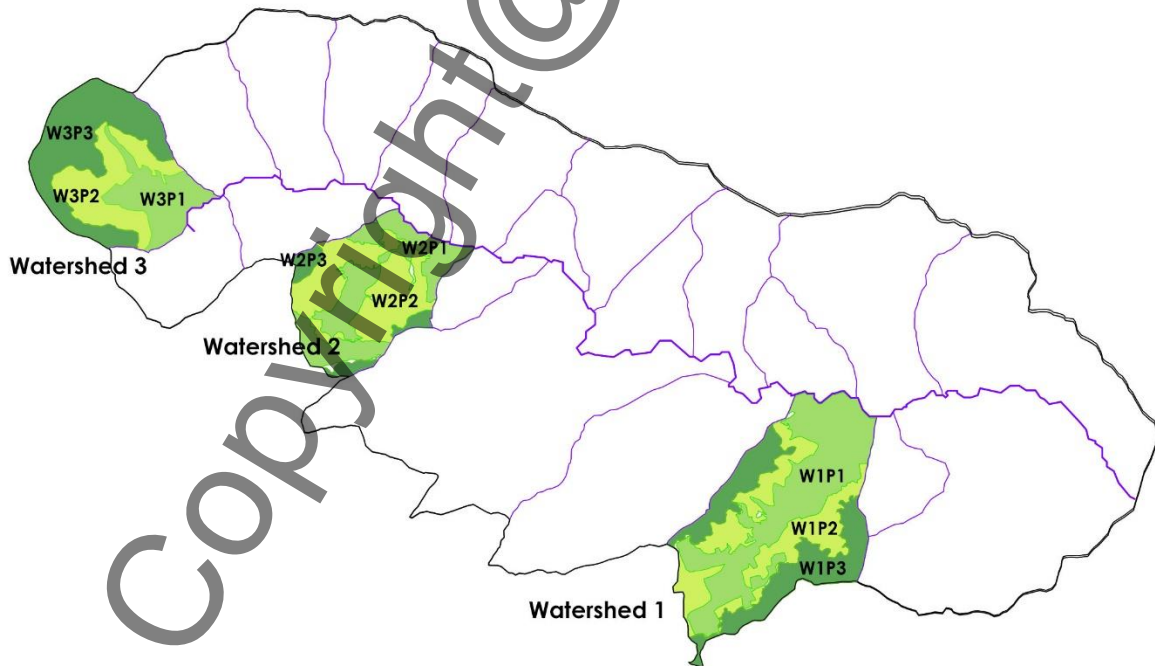 W3P3
W3P2
W3P1
Watershed 3
W2P3
W2P1
W2P2
Watershed 2
W1P1
W1P2
W1P3
Watershed 1
Copyright@